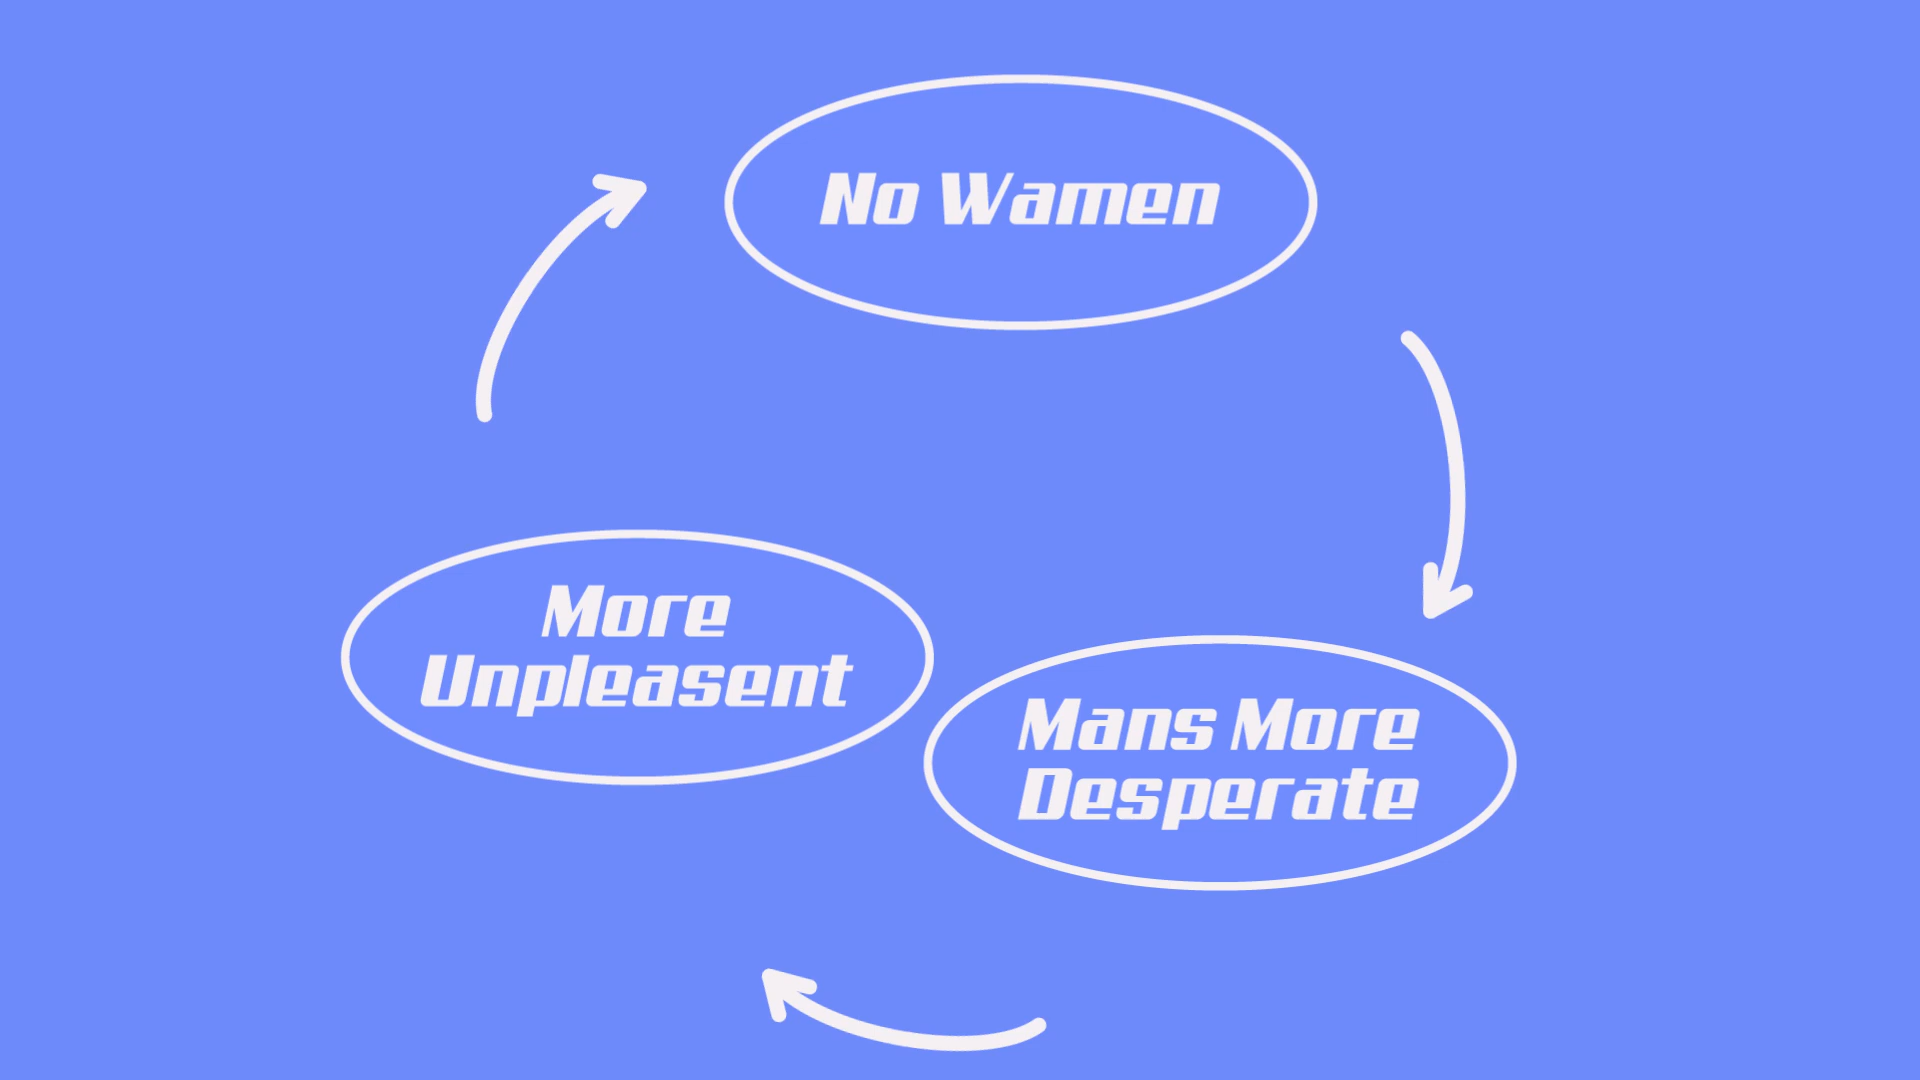 No Wamen
More
Unpleasent
Mans More
Desperate